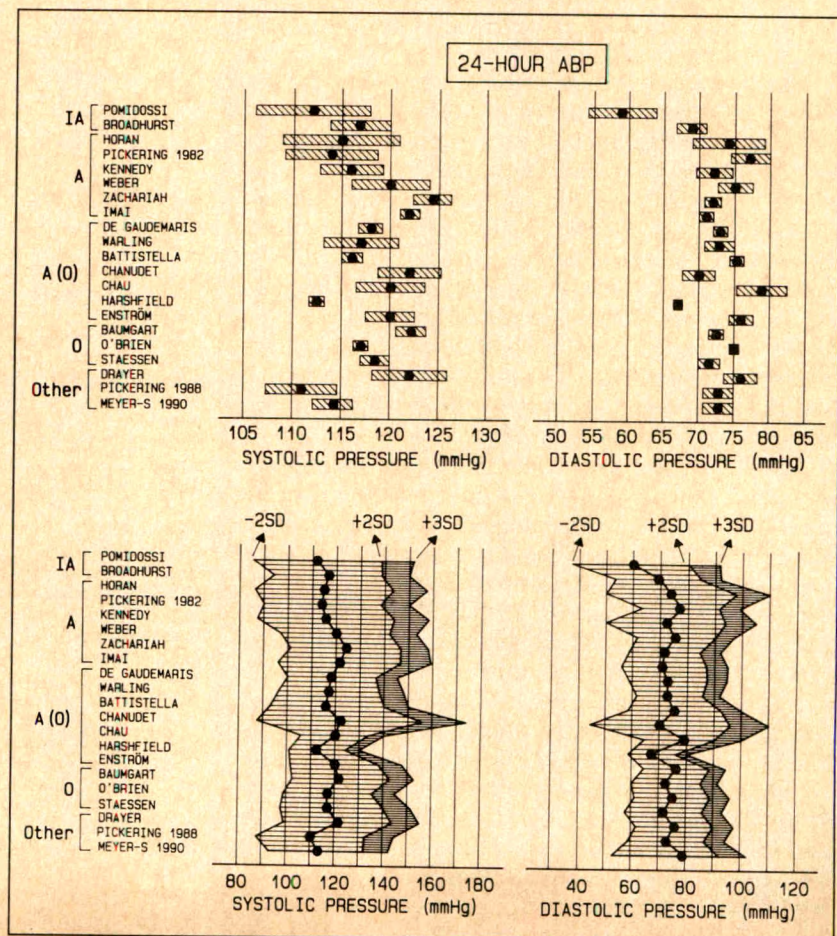 24-HOUR ABP
IA
POMIDOSSI
BROADHURST
A
HORAN
PICKERING 1982
KENNEDY
WEBER
ZACHARIAH
IMAI
A (O)
DE GAUDEMARIS
WARLING
BATTISTELLA
CHANUDET
CHAU
HARSHFIELD
ENSTRÖM
O
BAUMGART
O'BRIEN
STAESSEN
Other
DRAYER
PICKERING 1988
MEYER-S 1990
105 110 115 120 125 130
SYSTOLIC PRESSURE (mmHg)
50 55 60 65 70 75 80 85
DIASTOLIC PRESSURE (mmHg)
-2SD +2SD +3SD
-2SD +2SD +3SD
IA
POMIDOSSI
BROADHURST
A
HORAN
PICKERING 1982
KENNEDY
WEBER
ZACHARIAH
IMAI
A (O)
DE GAUDEMARIS
WARLING
BATTISTELLA
CHANUDET
CHAU
HARSHFIELD
ENSTRÖM
O
BAUMGART
O'BRIEN
STAESSEN
Other
DRAYER
PICKERING 1988
MEYER-S 1990
80 100 120 140 160 180
SYSTOLIC PRESSURE (mmHg)
40 60 80 100 120
DIASTOLIC PRESSURE (mmHg)